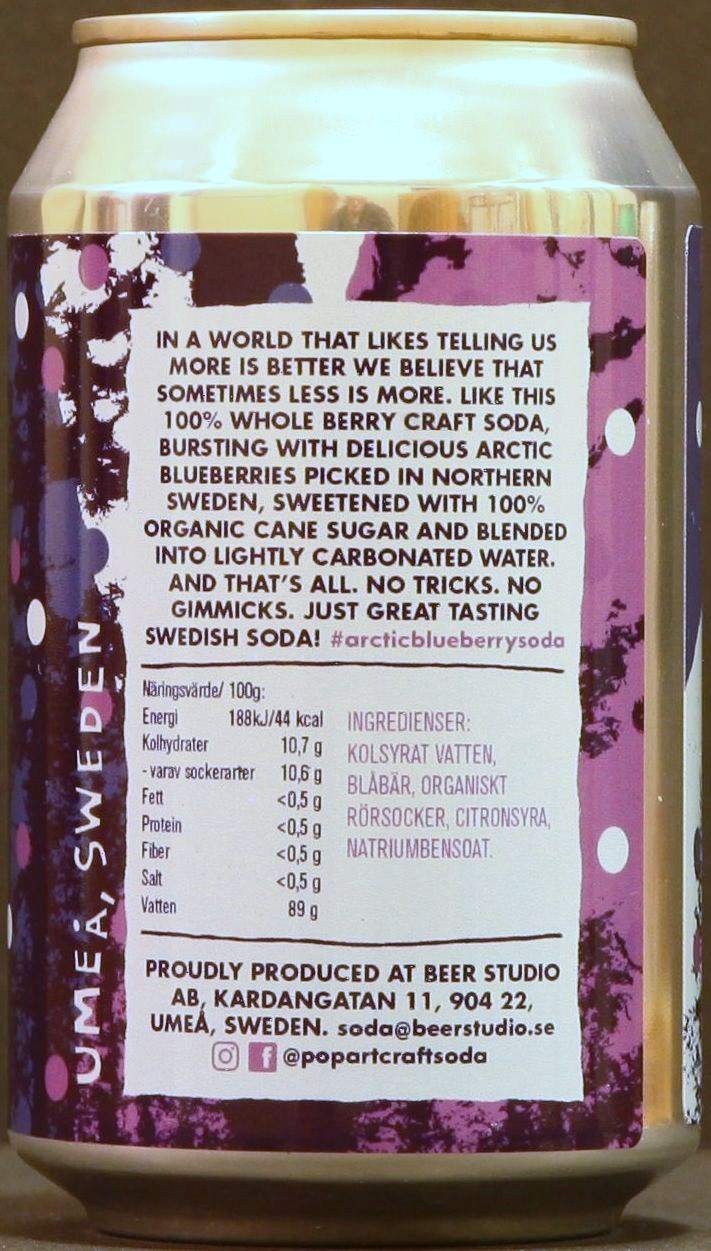 IN A WORLD THAT LIKES TELLING US
MORE IS BETTER WE BELIEVE THAT
SOMETIMES LESS IS MORE. LIKE THIS
100% WHOLE BERRY CRAFT SODA,
BURSTING WITH DELICIOUS ARCTIC
BLUEBERRIES PICKED IN NORTHERN
SWEDEN, SWEETENED WITH 100%
ORGANIC CANE SUGAR AND BLENDED
INTO LIGHTLY CARBONATED WATER.
AND THAT'S ALL. NO TRICKS. NO
GIMMICKS. JUST GREAT TASTING
SWEDISH SODA! #arcticblueberrysoda
Näringsvärde/ 100g:
Energi 188kJ/44 kcal
Kolhydrater 10,7 g
- varav sockerarter 10,6 g
Fett <0,5 g
Protein <0,5 g
Fiber <0,5 g
Salt <0,5 g
Vatten 89 g
INGREDIENSER:
KOLSYRAT VATTEN,
BLÅBÄR, ORGANISKT
RÖRSOCKER, CITRONSYRA,
NATRIUMBENSOAT.
PROUDLY PRODUCED AT BEER STUDIO
AB, KARDANGATAN 11, 904 22,
UMEÅ, SWEDEN. soda@beerstudio.se
@popartcraftsoda
UMEÅ, SWEDEN